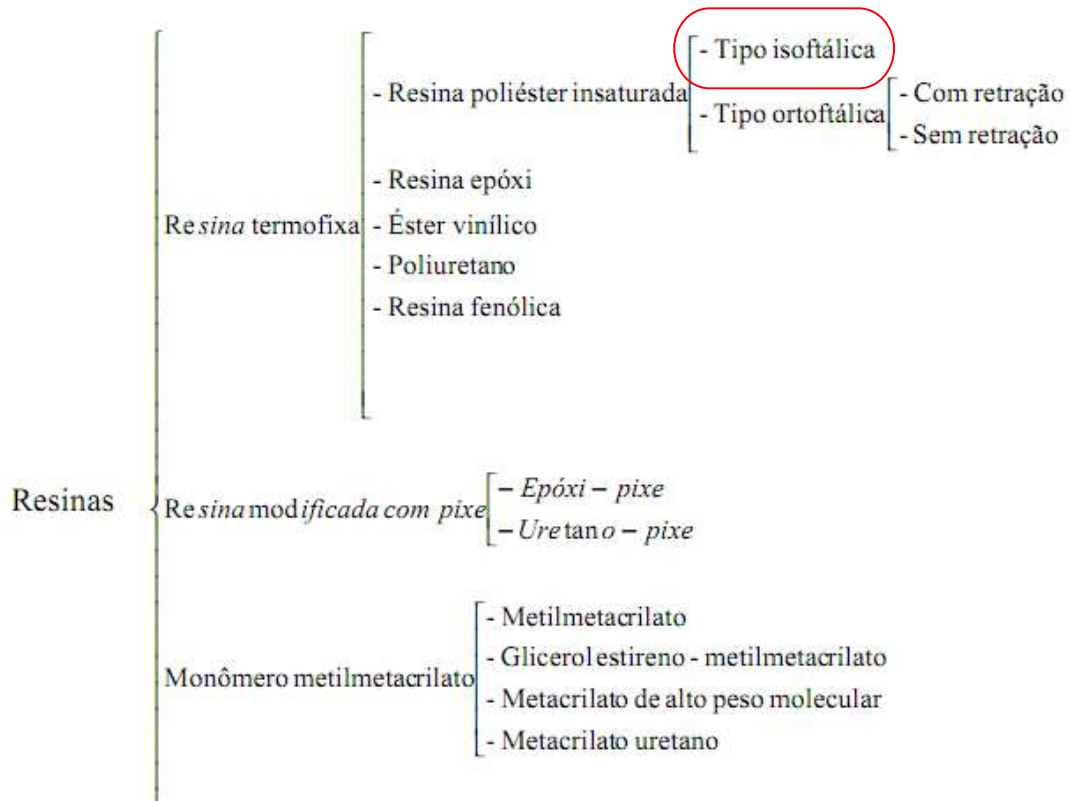 - Tipo isoftálica
- Resina poliéster insaturada
- Tipo ortoftálica
- Com retração
- Sem retração
- Resina epóxi
Resina termofixa
- Éster vinílico
- Poliuretano
- Resina fenólica
Resinas
Resina modificada com pixe
- Epóxi - pixe
- Uretano - pixe
- Metilmetacrilato
- Glicerol estireno - metilmetacrilato
Monômero metilmetacrilato
- Metacrilato de alto peso molecular
- Metacrilato uretano